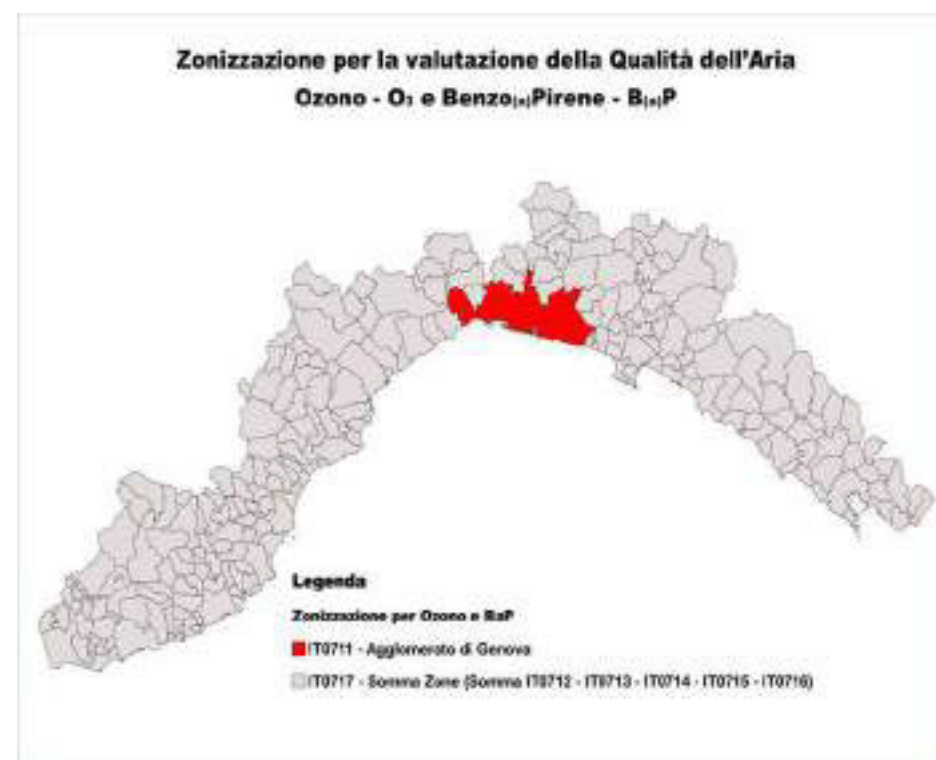 Zonizzazione per la valutazione della Qualità dell'Aria
Ozono - O₃ e Benzo(a)Pirene - B(a)P
Legenda
Zonizzazione per Ozono e BaP
IT0711 - Agglomerato di Genova
IT0717 - Somma Zone (Somma IT0712 - IT0713 - IT0714 - IT0715 - IT0716)